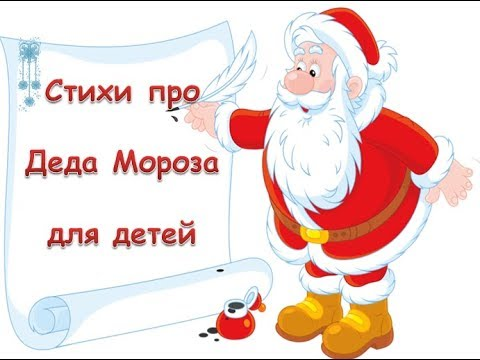 Стихи про
Деда Мороза
для детей